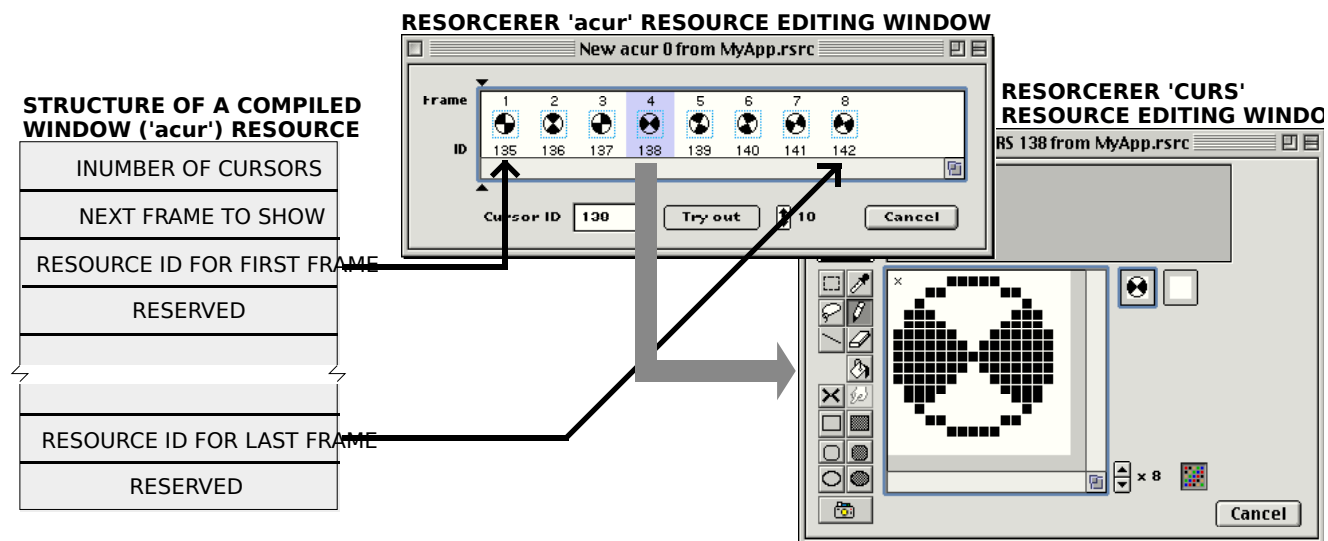 RESORCERER 'acur' RESOURCE EDITING WINDOW
New acur 0 from MyApp.rsrc
Frame 1 2 3 4 5 6 7 8
ID 135 136 137 138 139 140 141 142
Cursor ID 138 Try out 10 Cancel
STRUCTURE OF A COMPILED
WINDOW ('acur') RESOURCE
INUMBER OF CURSORS
NEXT FRAME TO SHOW
RESOURCE ID FOR FIRST FRAME
RESERVED
RESOURCE ID FOR LAST FRAME
RESERVED
RESORCERER 'CURS'
RESOURCE EDITING WINDO
RS 138 from MyApp.rsrc
x 8
Cancel